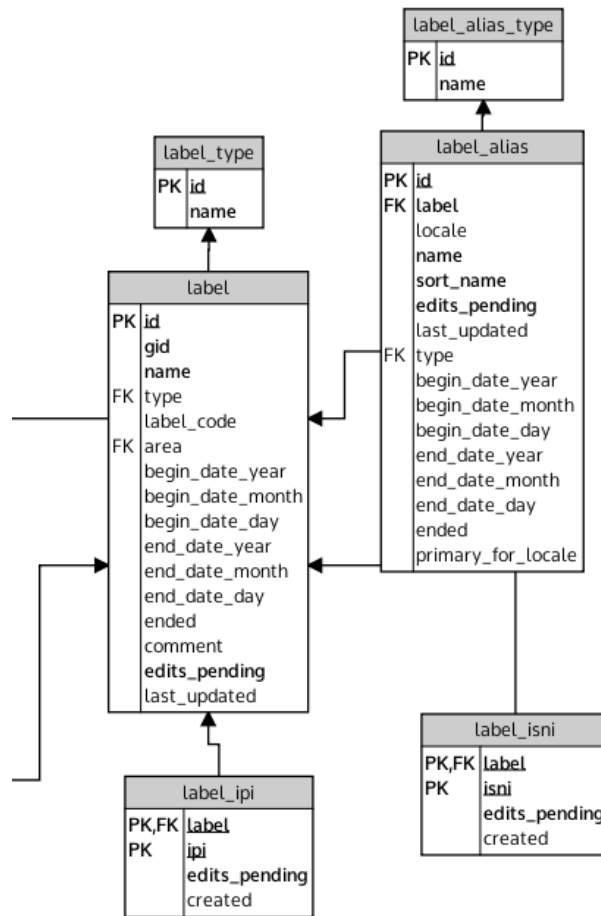 label_alias_type
PK id
name
label_type
PK id
name
label_alias
PK id
FK label
locale
name
sort_name
edits_pending
last_updated
FK type
begin_date_year
begin_date_month
begin_date_day
end_date_year
end_date_month
end_date_day
ended
primary_for_locale
label
PK id
gid
name
FK type
label_code
FK area
begin_date_year
begin_date_month
begin_date_day
end_date_year
end_date_month
end_date_day
ended
comment
edits_pending
last_updated
label_isni
PK,FK label
PK isni
edits_pending
created
label_ipi
PK,FK label
PK ipi
edits_pending
created